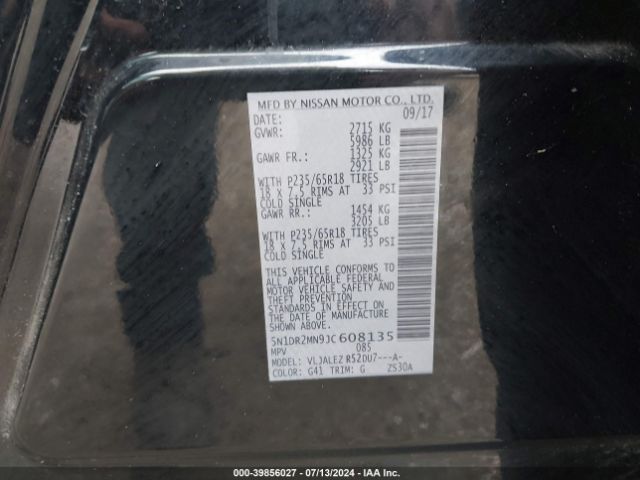 MFD BY NISSAN MOTOR CO., LTD.
DATE: 09/17
GVWR: 2715 KG
5986 LB
GAWR FR.: 1325 KG
2921 LB
WITH P235/65R18 TIRES
18 X 7.5 RIMS AT 33 PSI
COLD SINGLE
GAWR RR.: 1454 KG
3205 LB
WITH P235/65R18 TIRES
18 X 7.5 RIMS AT 33 PSI
COLD SINGLE
THIS VEHICLE CONFORMS TO
ALL APPLICABLE FEDERAL
MOTOR VEHICLE SAFETY AND
THEFT PREVENTION
STANDARDS IN EFFECT ON
THE DATE OF MANUFACTURE
SHOWN ABOVE.
5N1DR2MN9JC608135
MPV 085
MODEL: VLJALEZ R52DU7---A-
COLOR: G41 TRIM: G ZS30A
000-39856027 - 07/13/2024 - IAA Inc.